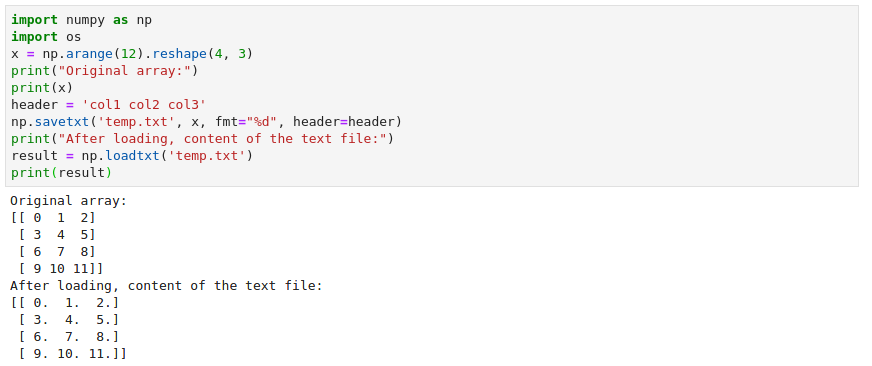 import numpy as np
import os
x = np.arange(12).reshape(4, 3)
print("Original array:")
print(x)
header = 'col1 col2 col3'
np.savetxt('temp.txt', x, fmt="%d", header=header)
print("After loading, content of the text file:")
result = np.loadtxt('temp.txt')
print(result)
Original array:
[[ 0  1  2]
 [ 3  4  5]
 [ 6  7  8]
 [ 9 10 11]]
After loading, content of the text file:
[[ 0.  1.  2.]
 [ 3.  4.  5.]
 [ 6.  7.  8.]
 [ 9. 10. 11.]]